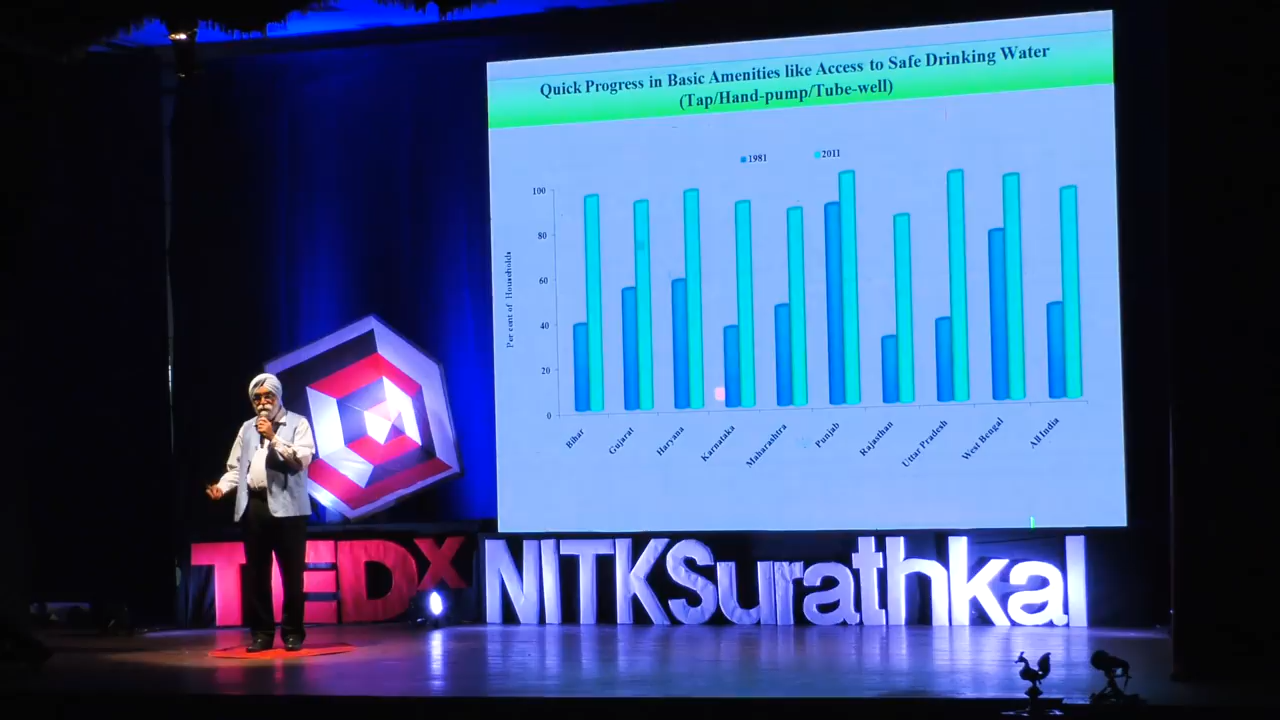 Quick Progress in Basic Amenities like Access to Safe Drinking Water
(Tap/Hand-pump/Tube-well)
1981 2011
Per cent of Households
100
80
60
40
20
0
Bihar Gujarat Haryana Karnataka Maharashtra Punjab Rajasthan Uttar Pradesh West Bengal All India
TEDx NITKSurathkal